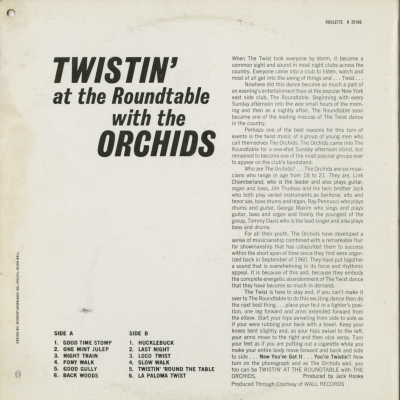 ROULETTE R 25166
TWISTIN'
at the Roundtable
with the
ORCHIDS
When The Twist took everyone by storm, it became a
common sight and sound in most night clubs across the
country. Everyone came into a club to listen, watch and
most of all get into the swing of things and . . . Twist . . .
Nowhere did this dance become so much a part of
an evening's entertainment than at the popular New York
east side club, The Roundtable. Beginning with every
Sunday afternoon into the wee small hours of the morn-
ing and then as a nightly affair, The Roundtable soon
became one of the leading meccas of The Twist dance
in the country.
Perhaps one of the best reasons for this turn of
events is the twist music of a group of young men who
call themselves The Orchids. The Orchids came into The
Roundtable for a one-shot Sunday afternoon stand, but
remained to become one of the most popular groups ever
to appear on the club's bandstand.
Who are The Orchids? . . . The Orchids are six musi-
cians who range in age from 18 to 21. They are, Link
Chamberland, who is the leader and also plays guitar,
organ and bass, Jim Trudeau and his twin brother Jack
who both play varied instruments as baritone, alto and
tenor sax, bass drums and organ, Ray Pennucci who plays
drums and guitar, George Maxim who sings and plays
guitar, bass and organ and finally the youngest of the
group, Tommy Davis who is the lead singer and also plays
bass and drums.
For all their youth, The Orchids have developed a
sense of musicianship combined with a remarkable flair
for showmanship that has catapulted them to success
within the short span of time since they first were orga-
nized back in September of 1960. They have put together
a sound that is overwhelming in its force and rhythmic
appeal. It is because of this and, because they embody
the complete energetic abandonment of The Twist dance
that they have become so much in demand.
The Twist is here to stay and, if you can't make it
over to The Roundtable to do this exciting dance then do
the next best thing . . . place your feet in a fighter's posi-
tion, one leg forward and arms extended forward from
the elbow. Start your hips swiveling from side to side as
if your were rubbing your back with a towel. Keep your
knees bent slightly and, as your hips swivel to the left,
your arms move to the right and then vice versa. Turn
your feet as if you are putting out a cigarette while you
make your entire body move forward and back and side
to side . . . Now You've Got It . . . You're Twistin'! Now
turn on the phonograph and as The Orchids wail, you
too can be TWISTIN' AT THE ROUNDTABLE with THE
ORCHIDS. Produced by Jack Hooke
Produced Through Courtesy of WALL RECORDS
SIDE A
1. GOOD TIME STOMP
2. ONE MINT JULEP
3. NIGHT TRAIN
4. PONY WALK
5. GOOD GULLY
6. BACK WOODS
SIDE B
1. HUCKLEBUCK
2. LAST NIGHT
3. LOCO TWIST
4. SLOW WALK
5. TWISTIN' 'ROUND THE TABLE
6. LA PALOMA TWIST